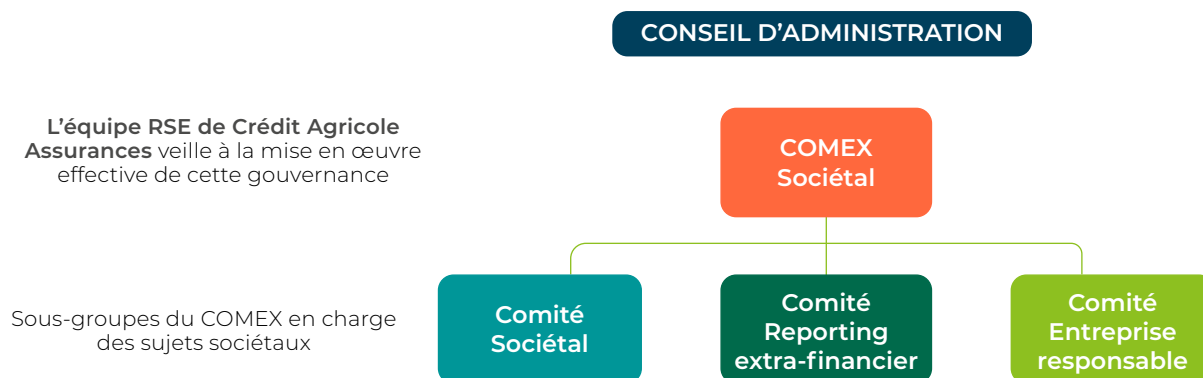 CONSEIL D’ADMINISTRATION
L’équipe RSE de Crédit Agricole
Assurances veille à la mise en œuvre
effective de cette gouvernance
COMEX
Sociétal
Sous-groupes du COMEX en charge
des sujets sociétaux
Comité
Sociétal
Comité
Reporting
extra-financier
Comité
Entreprise
responsable